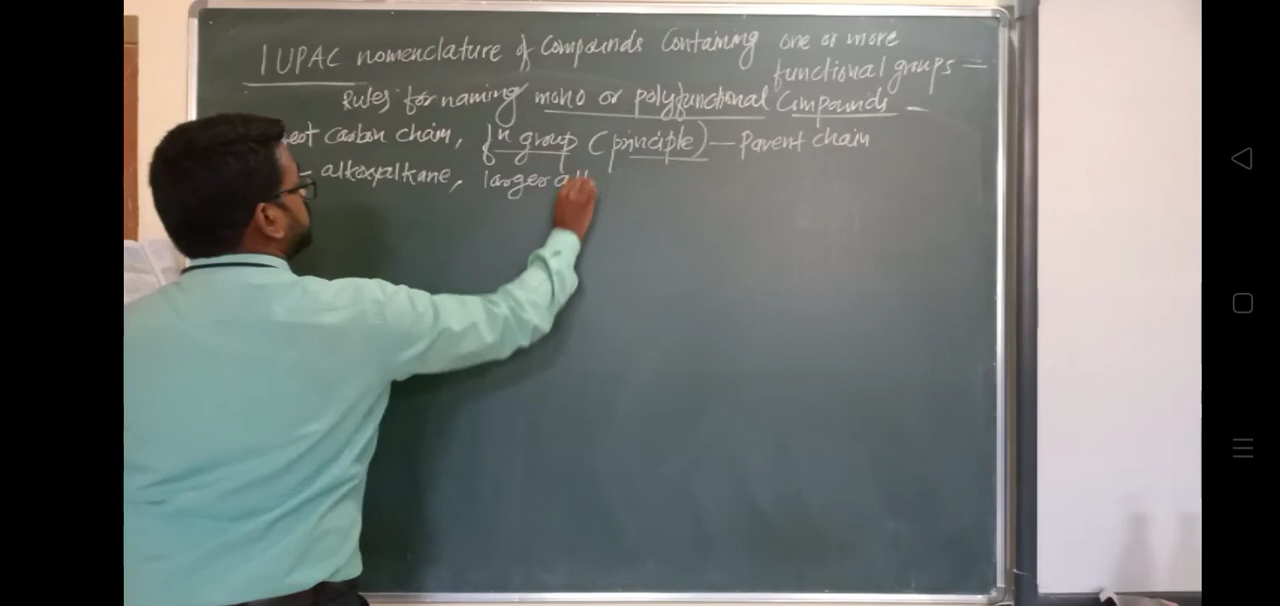 IUPAC nomenclature of Compounds Containing one or more
functional groups —
Rules for naming mono or polyfunctional Compounds —
carbon chain, fn group (principle) — Parent chain
— alkoxyalkane, larger